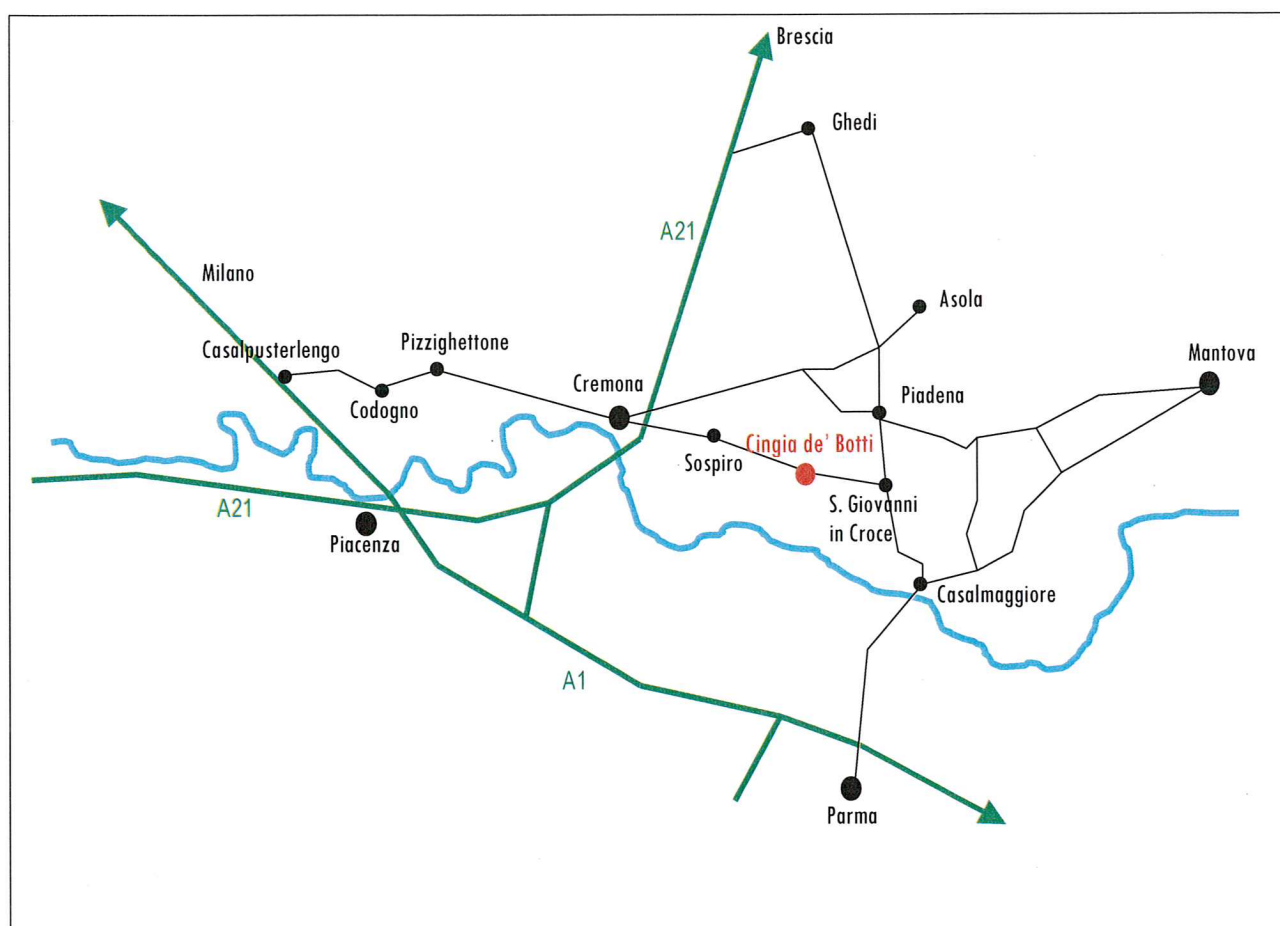 Brescia
Ghedi
A21
Milano
Asola
Casalpusterlengo
Pizzighettone
Mantova
Codogno
Cremona
Piadena
Sospiro
Cingia de' Botti
A21
S. Giovanni
in Croce
Piacenza
Casalmaggiore
A1
Parma